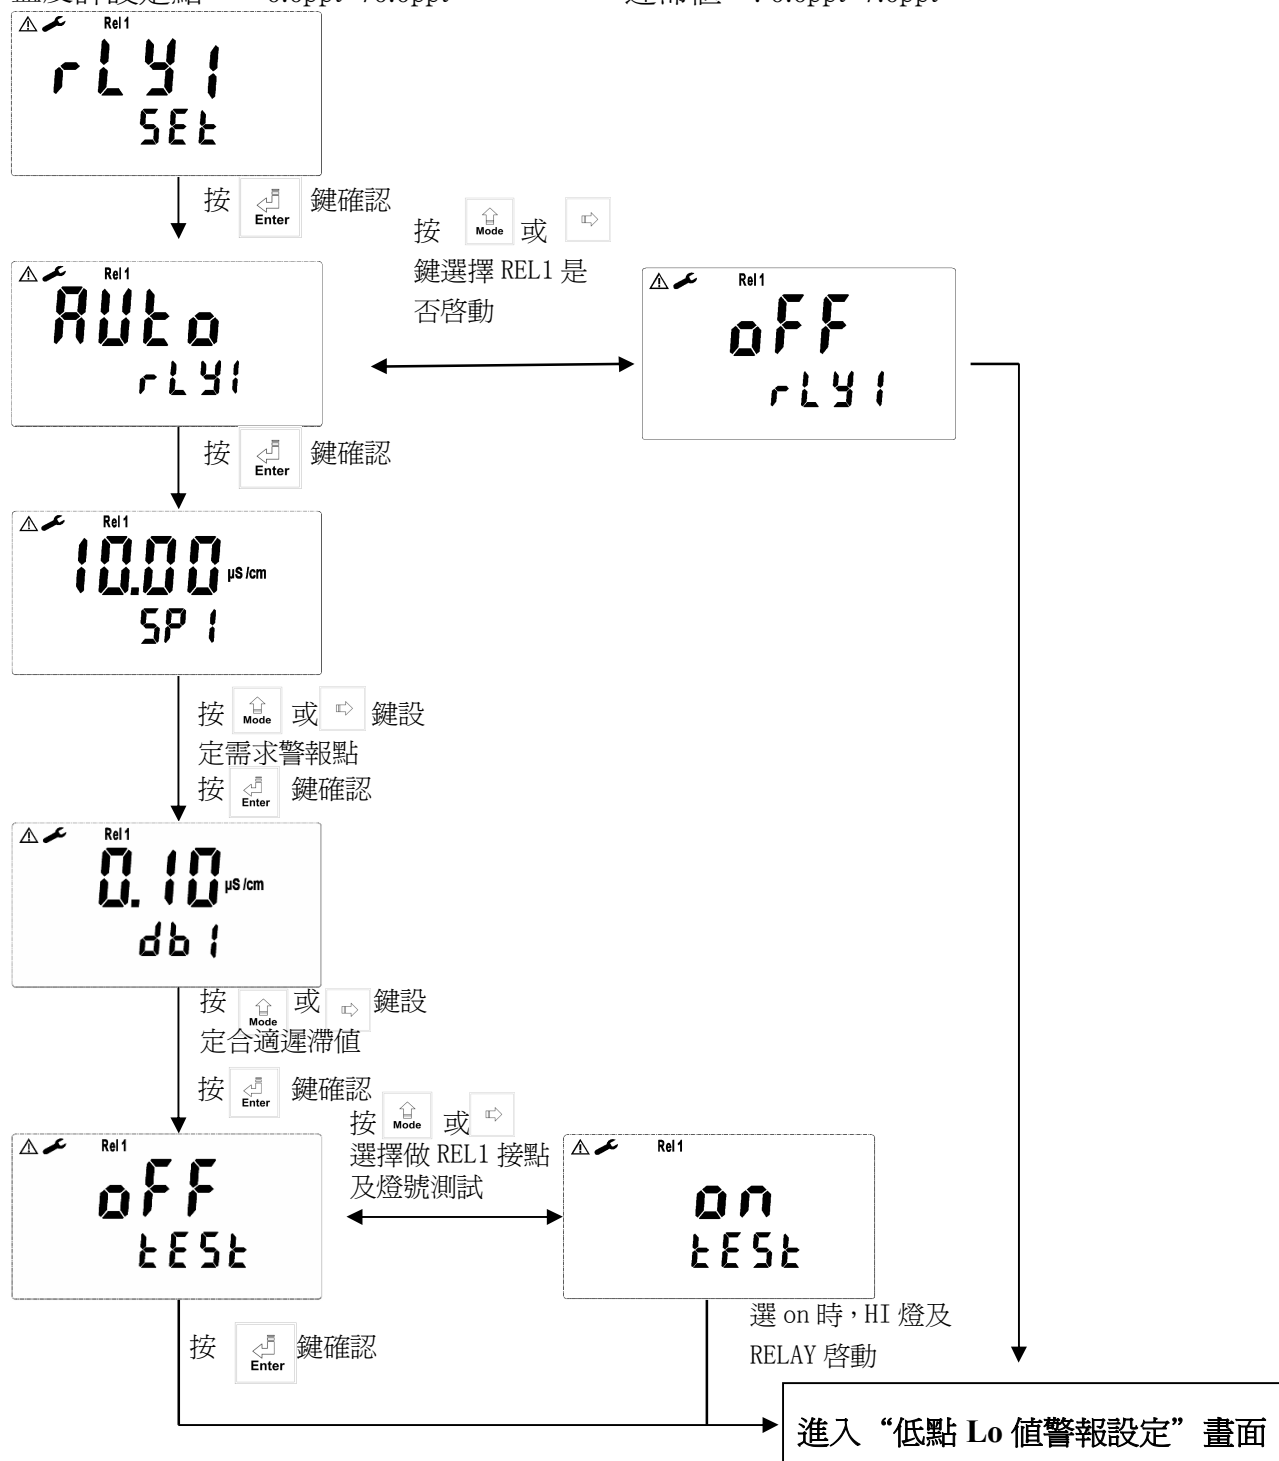 Rel 1
rLY1
SEt
按 Enter 鍵確認
按 Mode 或
鍵選擇 REL1 是
否啓動
Rel 1
AUto
rLY1
Rel 1
oFF
rLY1
按 Enter 鍵確認
Rel 1
10.00 µS/cm
SP1
按 Mode 或 鍵設
定需求警報點
按 Enter 鍵確認
Rel 1
0.10 µS/cm
db1
按 Mode 或 鍵設
定合適遲滯值
按 Enter 鍵確認
按 Mode 或
選擇做 REL1 接點
及燈號測試
Rel 1
oFF
tESt
Rel 1
on
tESt
選 on 時，HI 燈及
RELAY 啓動
按 Enter 鍵確認
進入“低點 Lo 值警報設定”畫面